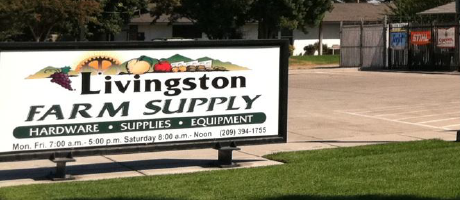 Livingston
FARM SUPPLY
HARDWARE • SUPPLIES • EQUIPMENT
Mon. Fri. 7:00 a.m.- 5:00 p.m. Saturday 8:00 a.m.- Noon (209) 394-1755
STIHL